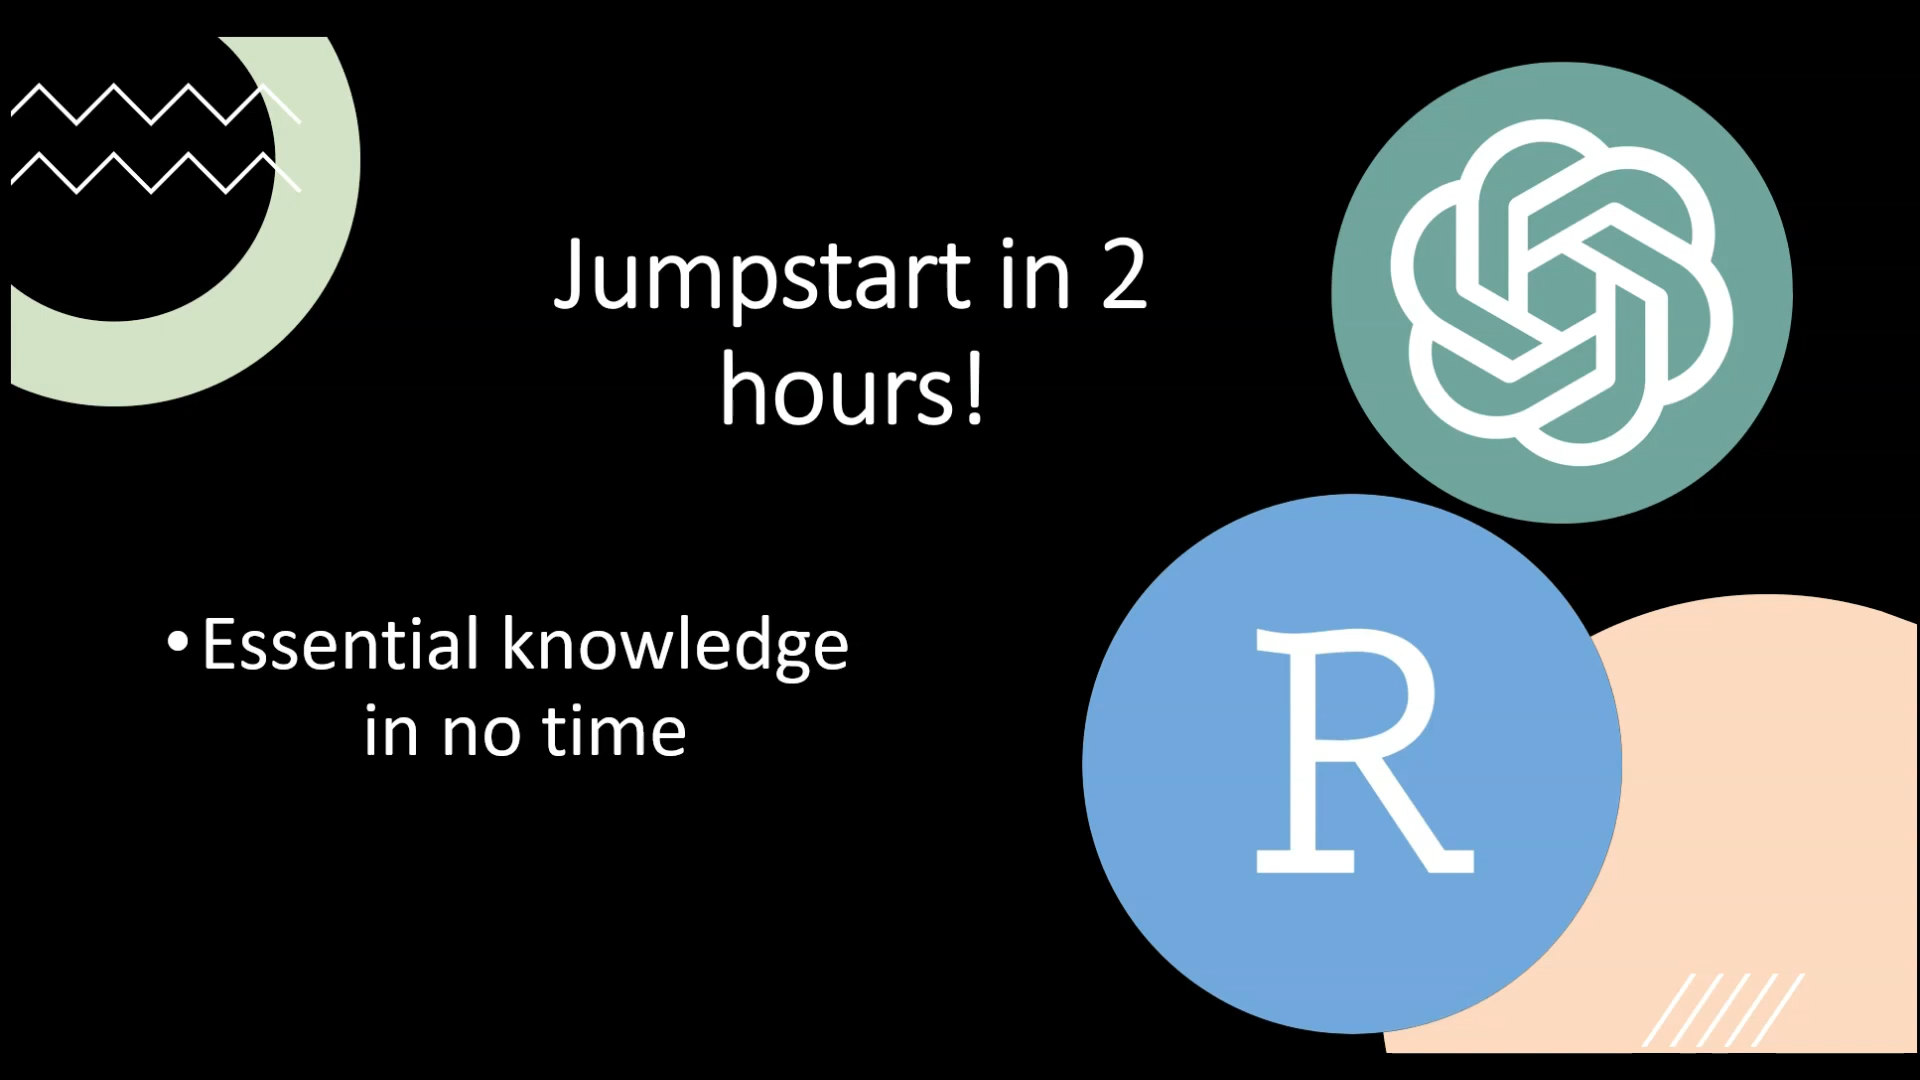 Jumpstart in 2
hours!
•Essential knowledge
in no time
R